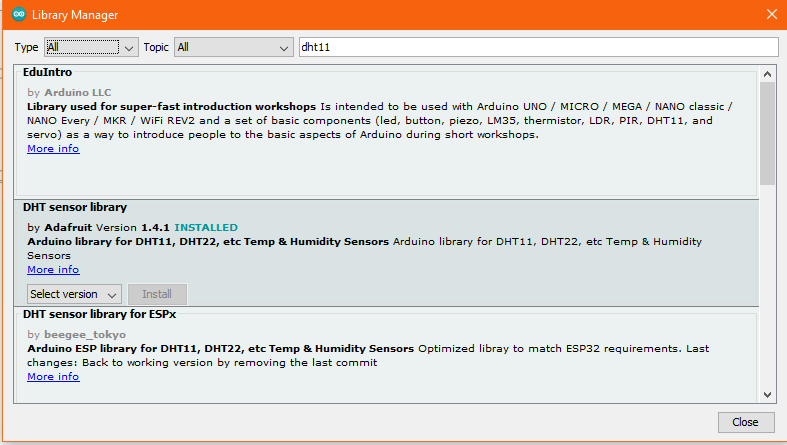 Library Manager
Type All Topic All dht11
EduIntro
by Arduino LLC
Library used for super-fast introduction workshops Is intended to be used with Arduino UNO / MICRO / MEGA / NANO classic /
NANO Every / MKR / WiFi REV2 and a set of basic components (led, button, piezo, LM35, thermistor, LDR, PIR, DHT11, and
servo) as a way to introduce people to the basic aspects of Arduino during short workshops.
More info
DHT sensor library
by Adafruit Version 1.4.1 INSTALLED
Arduino library for DHT11, DHT22, etc Temp & Humidity Sensors Arduino library for DHT11, DHT22, etc Temp & Humidity
Sensors
More info
Select version Install
DHT sensor library for ESPx
by beegee_tokyo
Arduino ESP library for DHT11, DHT22, etc Temp & Humidity Sensors Optimized libray to match ESP32 requirements. Last
changes: Back to working version by removing the last commit
More info
Close